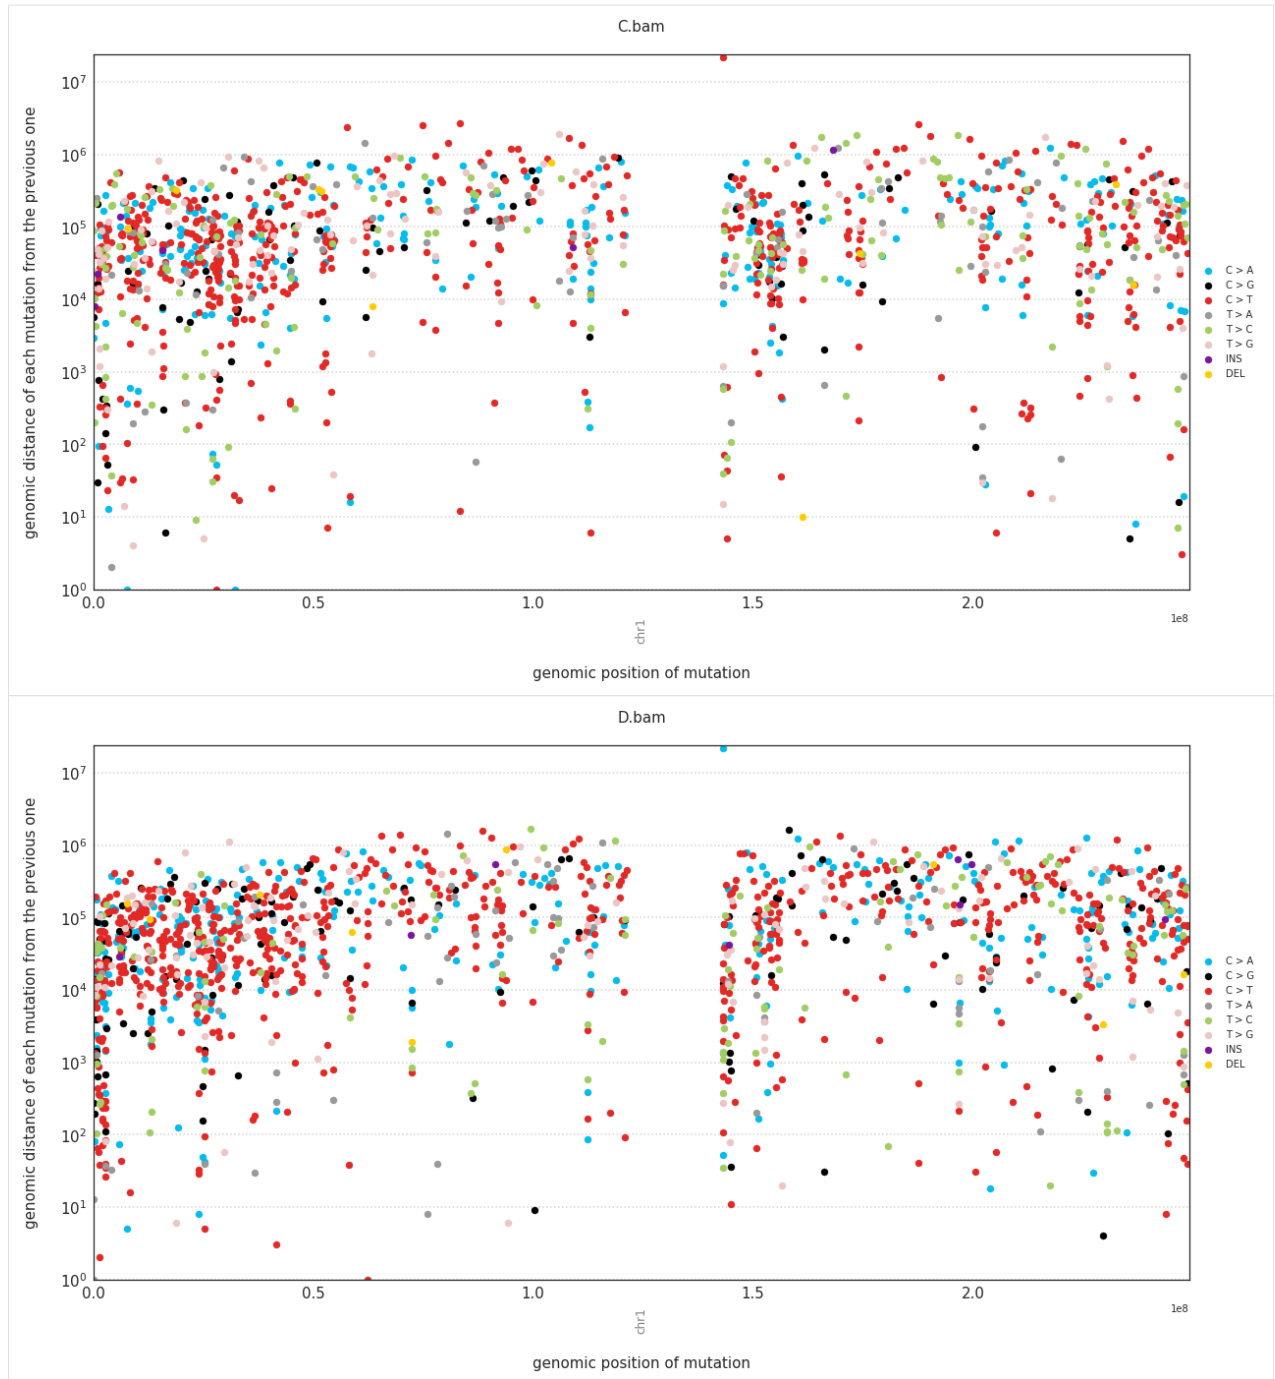 C.bam
genomic distance of each mutation from the previous one
10⁷
10⁶
10⁵
10⁴
10³
10²
10¹
10⁰
0.0
0.5
1.0
1.5
2.0
1e8
chr1
genomic position of mutation
C > A
C > G
C > T
T > A
T > C
T > G
INS
DEL
D.bam
genomic distance of each mutation from the previous one
10⁷
10⁶
10⁵
10⁴
10³
10²
10¹
10⁰
0.0
0.5
1.0
1.5
2.0
1e8
chr1
genomic position of mutation
C > A
C > G
C > T
T > A
T > C
T > G
INS
DEL